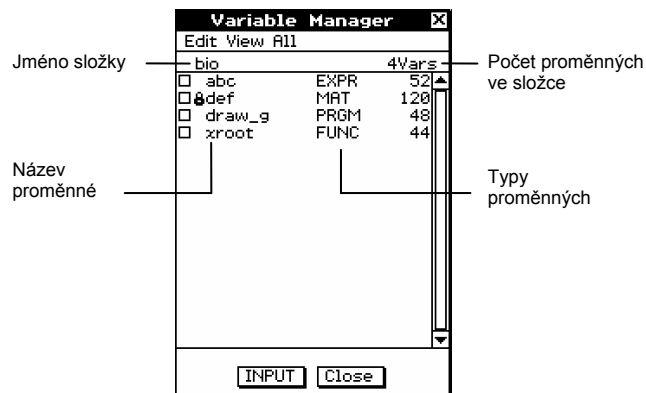 Variable Manager
Edit View All
Jméno složky
bio 4Vars
Počet proměnných
ve složce
abc EXPR 52
def MAT 120
draw_g PRGM 48
xroot FUNC 44
Název
proměnné
Typy
proměnných
INPUT Close